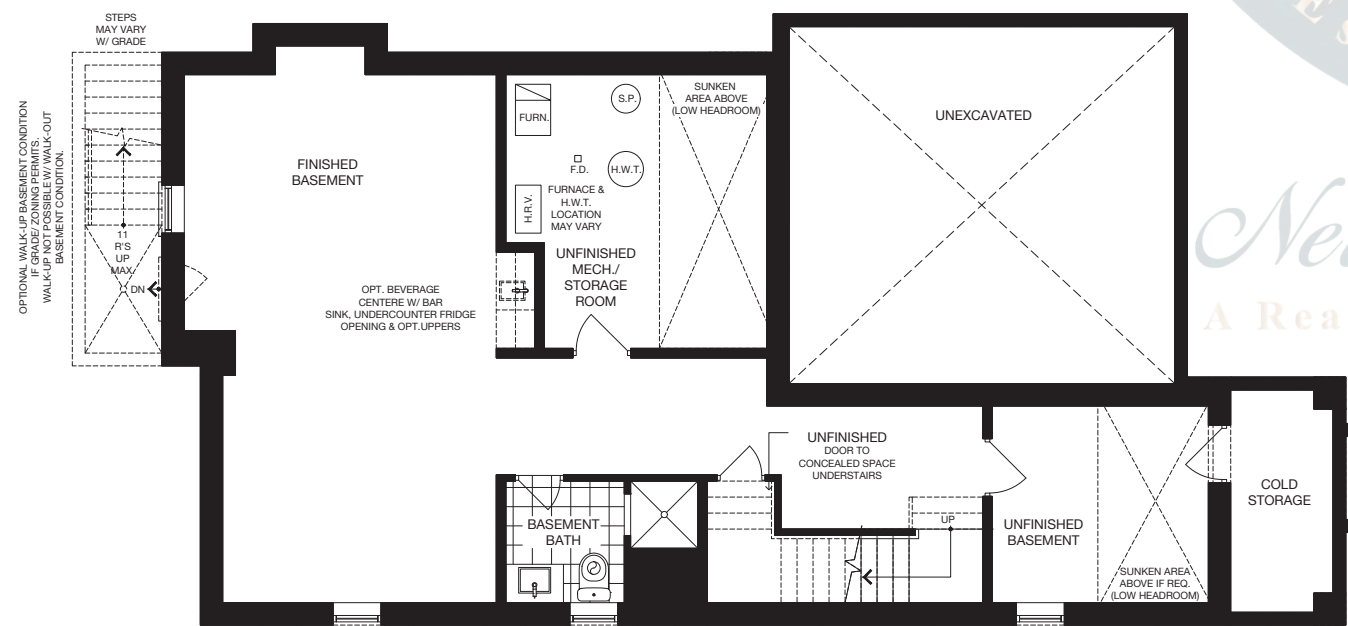 STEPS
MAY VARY
W/ GRADE
OPTIONAL WALK-UP BASEMENT CONDITION
IF GRADE/ ZONING PERMITS.
WALK-UP NOT POSSIBLE W/ WALK-OUT
BASEMENT CONDITION.
11
R'S
UP
MAX.
DN
FINISHED
BASEMENT
OPT. BEVERAGE
CENTERE W/ BAR
SINK, UNDERCOUNTER FRIDGE
OPENING & OPT.UPPERS
FURN.
S.P.
F.D.
H.W.T.
H.R.V.
FURNACE &
H.W.T.
LOCATION
MAY VARY
UNFINISHED
MECH./
STORAGE
ROOM
SUNKEN
AREA ABOVE
(LOW HEADROOM)
UNEXCAVATED
A Rea
UNFINISHED
DOOR TO
CONCEALED SPACE
UNDERSTAIRS
BASEMENT
BATH
UP
UNFINISHED
BASEMENT
SUNKEN AREA
ABOVE IF REQ.
(LOW HEADROOM)
COLD
STORAGE